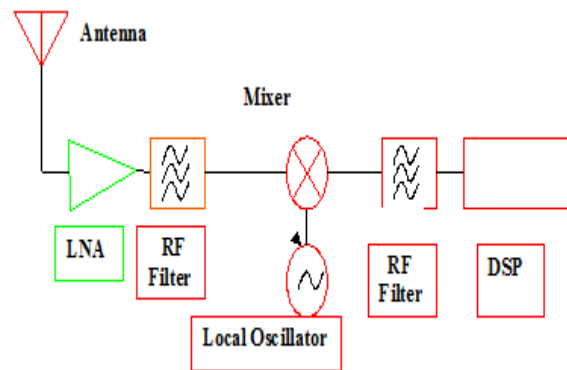 Antenna
Mixer
LNA
RF
Filter
RF
Filter
DSP
Local Oscillator